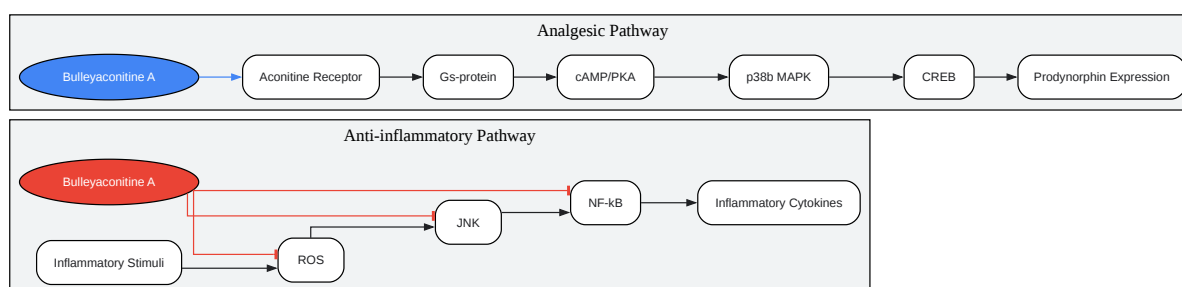 Analgesic Pathway
Bulleyaconitine A
Aconitine Receptor
Gs-protein
cAMP/PKA
p38b MAPK
CREB
Prodynorphin Expression
Anti-inflammatory Pathway
Bulleyaconitine A
NF-kB
Inflammatory Cytokines
JNK
Inflammatory Stimuli
ROS